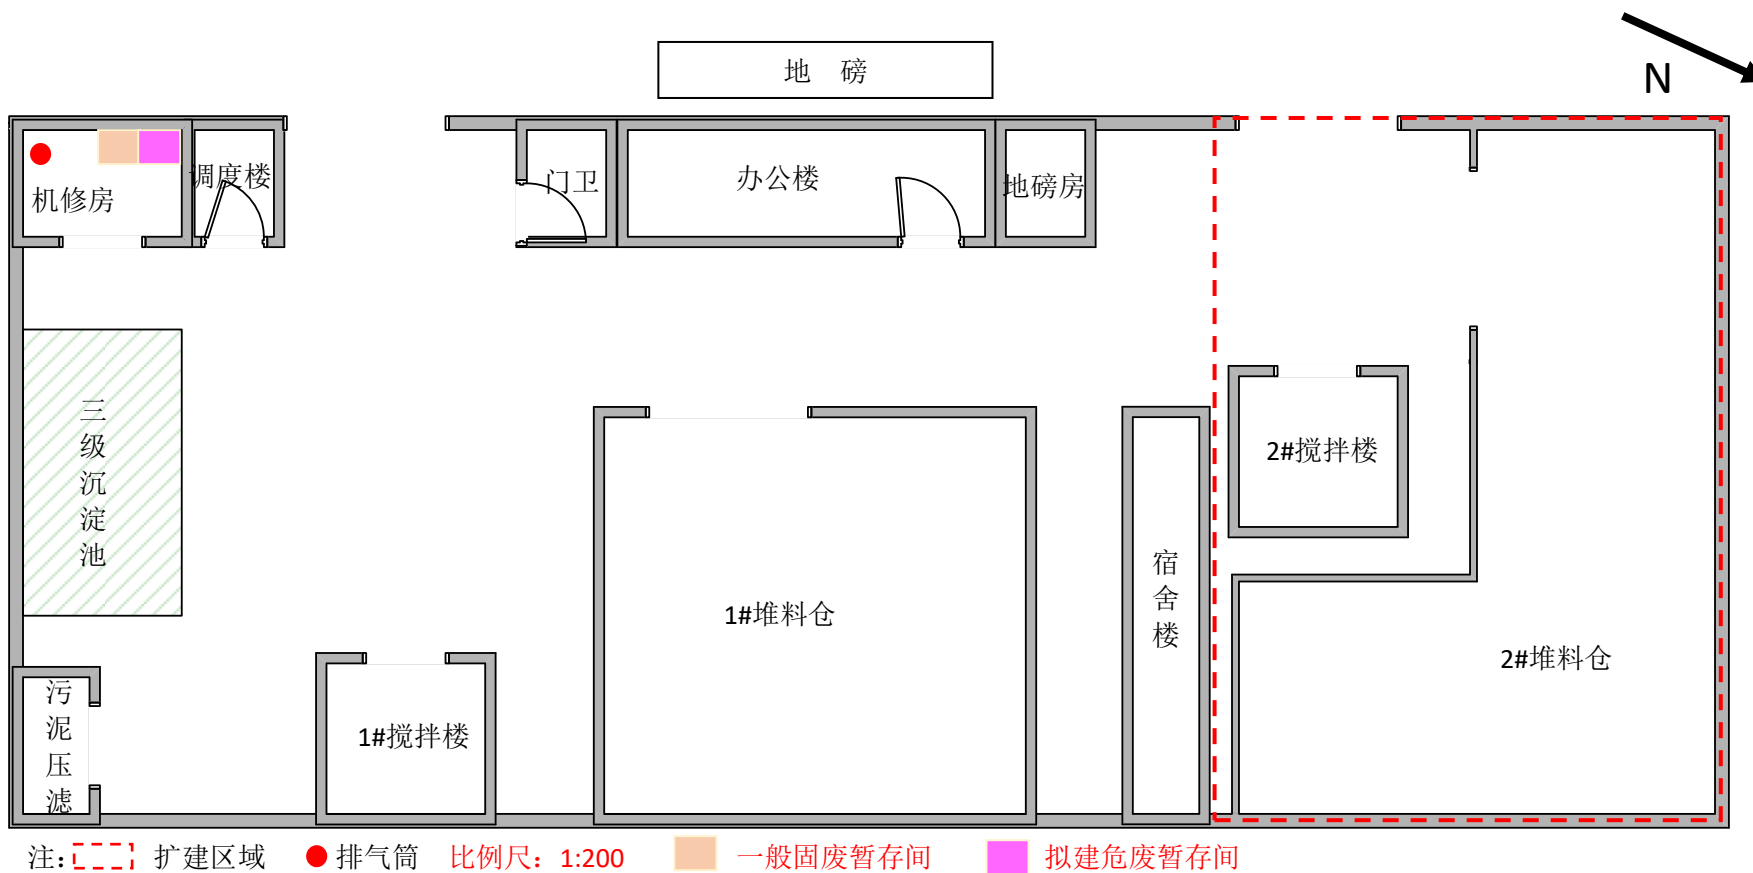 地 磅
N
机修房
调度楼
门卫
办公楼
地磅房
三级沉淀池
2#搅拌楼
宿舍楼
1#堆料仓
2#堆料仓
污泥压滤
1#搅拌楼
注: 扩建区域 排气筒 比例尺: 1:200 一般固废暂存间 拟建危废暂存间